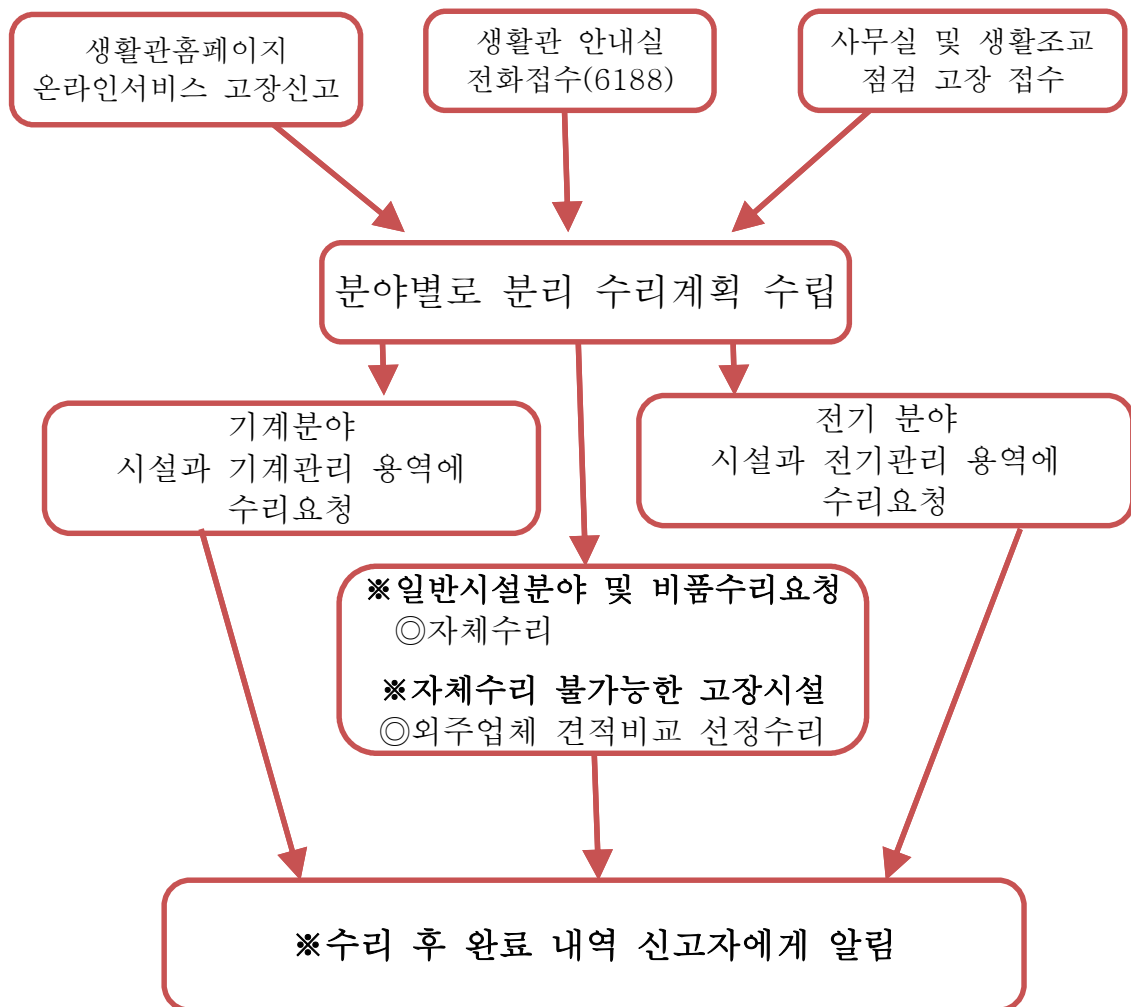 생활관홈페이지
온라인서비스 고장신고
생활관 안내실
전화접수(6188)
사무실 및 생활조교
점검 고장 접수
분야별로 분리 수리계획 수립
기계분야
시설과 기계관리 용역에
수리요청
전기 분야
시설과 전기관리 용역에
수리요청
※일반시설분야 및 비품수리요청
◎자체수리
※자체수리 불가능한 고장시설
◎외주업체 견적비교 선정수리
※수리 후 완료 내역 신고자에게 알림